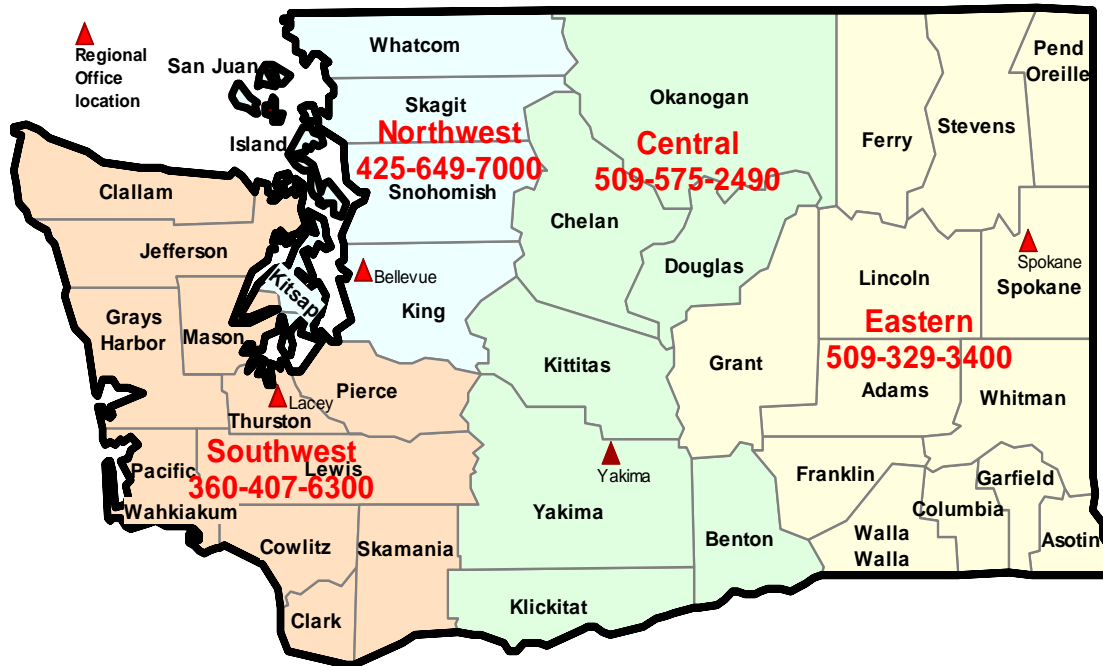 Regional
Office
location
San Juan
Island
Whatcom
Skagit
Northwest
425-649-7000
Snohomish
King
Bellevue
Kitsap
Okanogan
Central
509-575-2490
Chelan
Douglas
Kittitas
Yakima
Yakima
Benton
Klickitat
Pend
Oreille
Stevens
Ferry
Spokane
Spokane
Lincoln
Eastern
509-329-3400
Grant
Adams
Whitman
Franklin
Garfield
Columbia
Walla
Walla
Asotin
Clallam
Jefferson
Grays
Harbor
Mason
Pierce
Lacey
Thurston
Southwest
360-407-6300
Lewis
Pacific
Wahkiakum
Cowlitz
Skamania
Clark